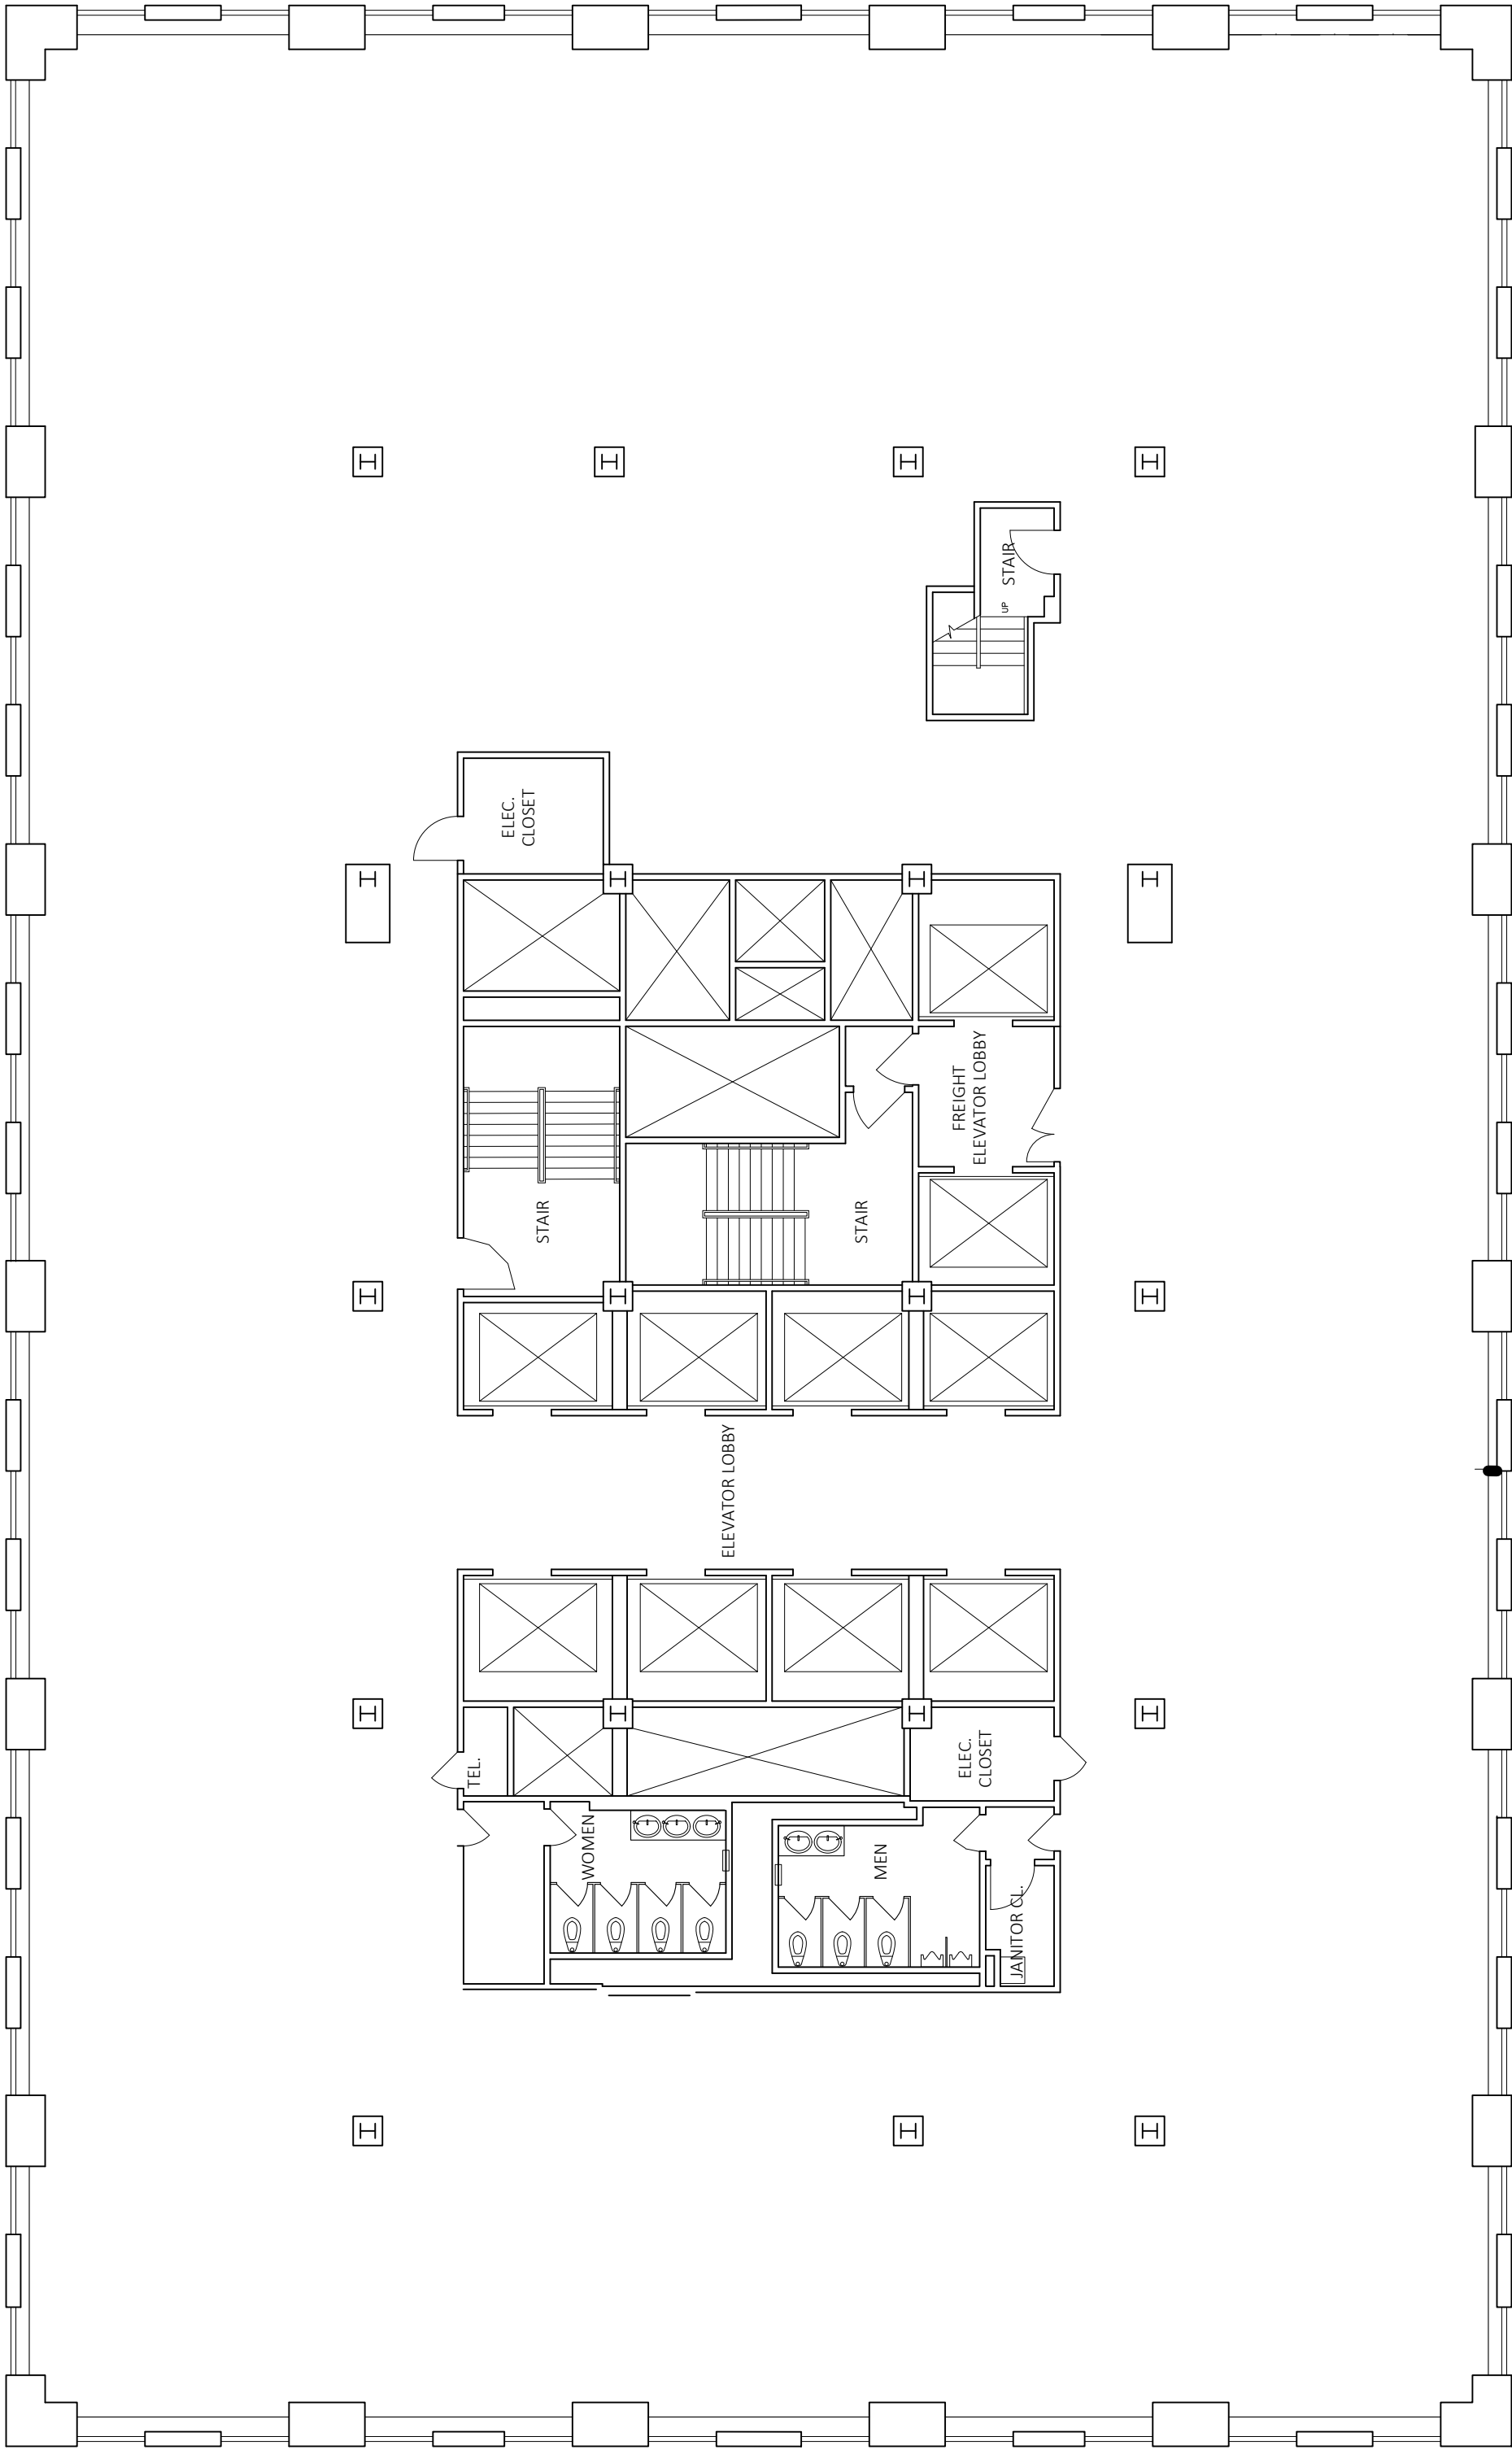 STAIR
UP
ELEC.
CLOSET
FREIGHT
ELEVATOR LOBBY
STAIR
STAIR
ELEVATOR LOBBY
TEL.
ELEC.
CLOSET
WOMEN
MEN
JANITOR CL.